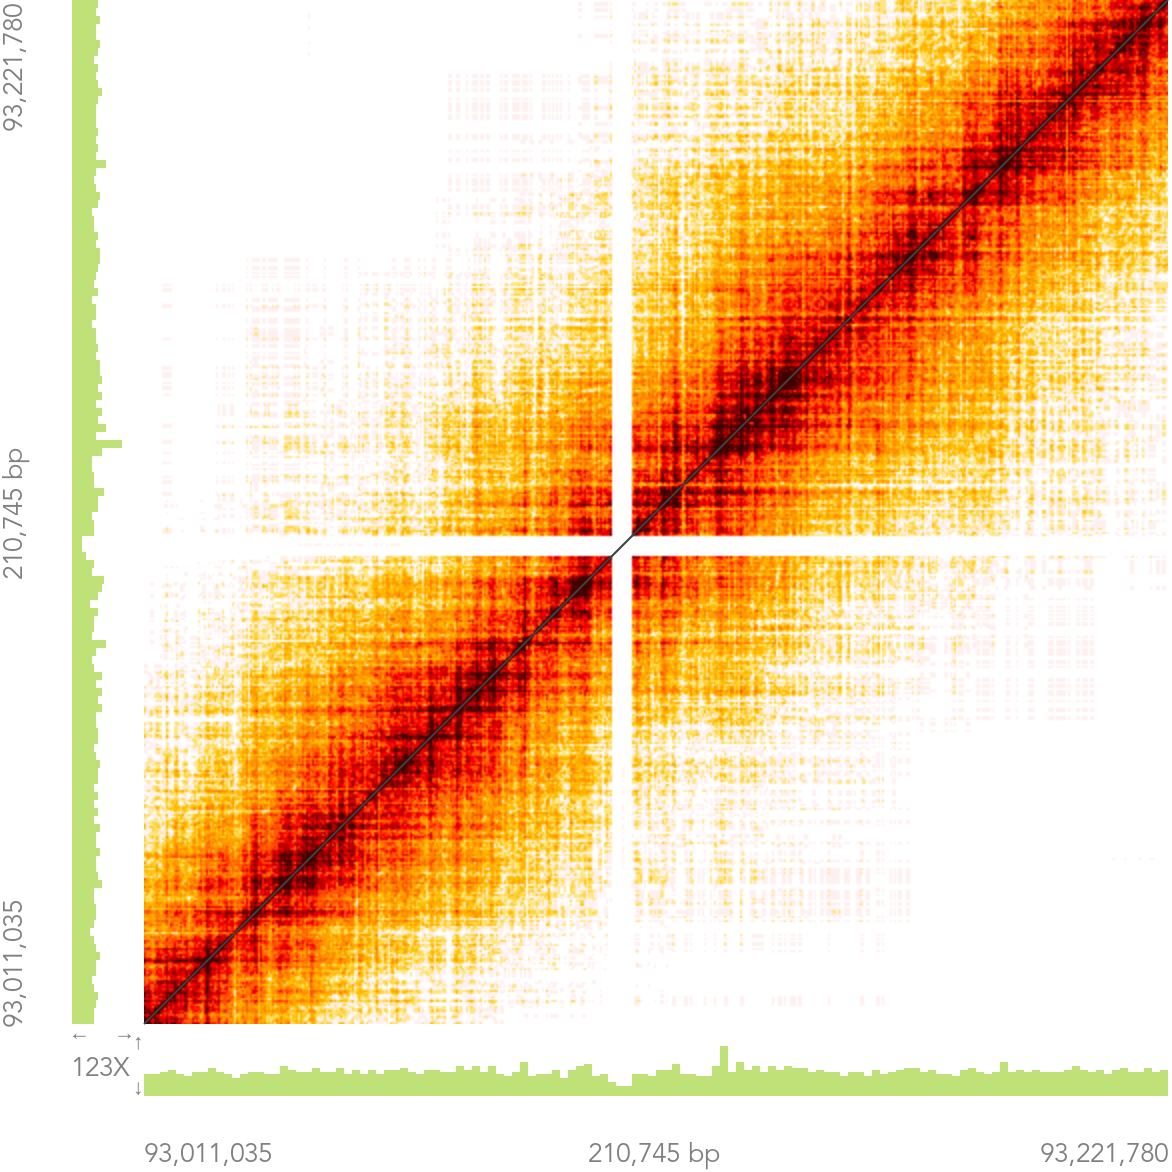 93,221,780
210,745 bp
93,011,035
← →
↑
123X
↓
93,011,035 210,745 bp 93,221,780